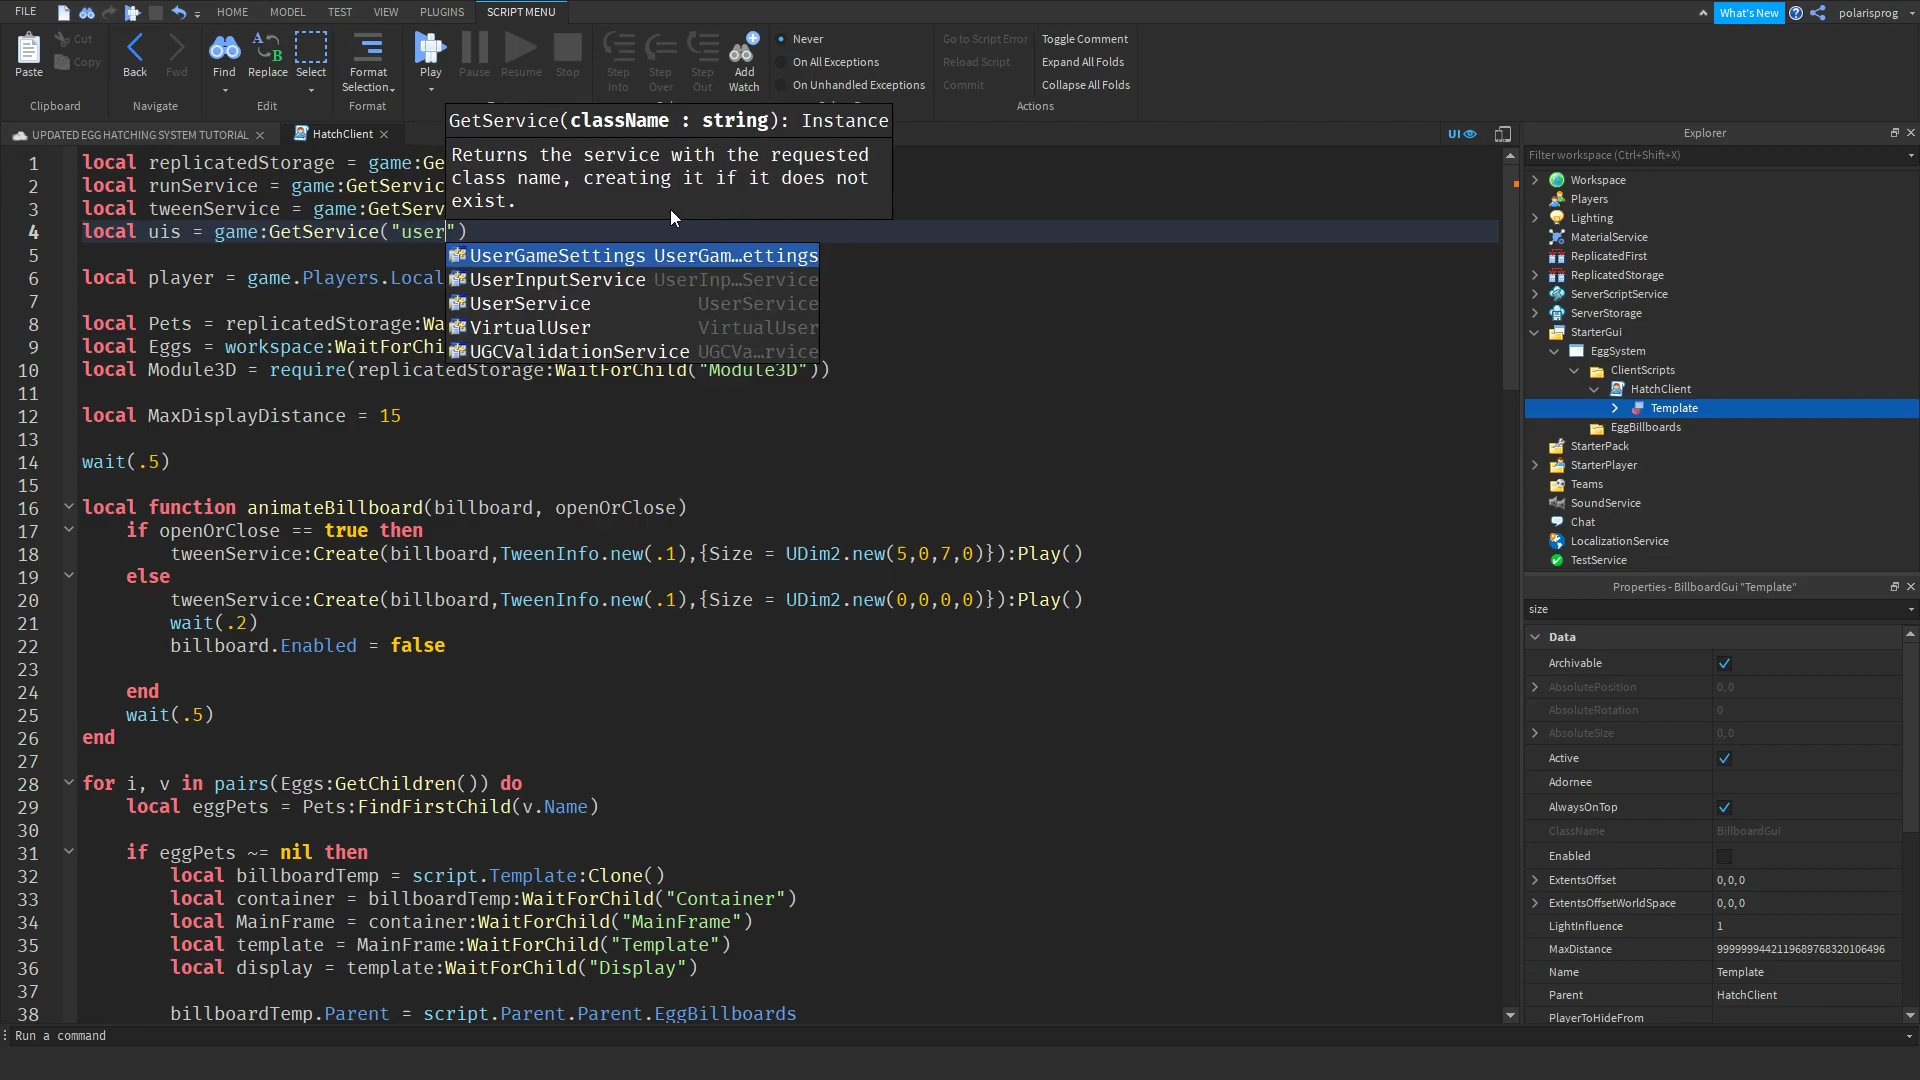 FILE HOME MODEL TEST VIEW PLUGINS SCRIPT MENU What's New polarisprog
Paste Cut Copy Back Fwd Find Replace Select Format Selection Play Pause Resume Stop Step Into Step Over Step Out Add Watch
Never
On All Exceptions
On Unhandled Exceptions
Go to Script Error Toggle Comment
Reload Script Expand All Folds
Commit Collapse All Folds
Clipboard Navigate Edit Format Actions
UPDATED EGG HATCHING SYSTEM TUTORIAL HatchClient UI
GetService(className : string): Instance
Returns the service with the requested
class name, creating it if it does not
exist.
1 local replicatedStorage = game:Ge
2 local runService = game:GetServic
3 local tweenService = game:GetServ
4 local uis = game:GetService("user")
UserGameSettings UserGam...ettings
UserInputService UserInp...Service
UserService UserService
VirtualUser VirtualUser
UGCValidationService UGCVa...rvice
5
6 local player = game.Players.Local
7
8 local Pets = replicatedStorage:Wa
9 local Eggs = workspace:WaitForChi
10 local Module3D = require(replicatedStorage:WaitForChild("Module3D"))
11
12 local MaxDisplayDistance = 15
13
14 wait(.5)
15
16 local function animateBillboard(billboard, openOrClose)
17 if openOrClose == true then
18 tweenService:Create(billboard,TweenInfo.new(.1),{Size = UDim2.new(5,0,7,0)}):Play()
19 else
20 tweenService:Create(billboard,TweenInfo.new(.1),{Size = UDim2.new(0,0,0,0)}):Play()
21 wait(.2)
22 billboard.Enabled = false
23
24 end
25 wait(.5)
26 end
27
28 for i, v in pairs(Eggs:GetChildren()) do
29 local eggPets = Pets:FindFirstChild(v.Name)
30
31 if eggPets ~= nil then
32 local billboardTemp = script.Template:Clone()
33 local container = billboardTemp:WaitForChild("Container")
34 local MainFrame = container:WaitForChild("MainFrame")
35 local template = MainFrame:WaitForChild("Template")
36 local display = template:WaitForChild("Display")
37
38 billboardTemp.Parent = script.Parent.Parent.EggBillboards
Run a command
Explorer
Filter workspace (Ctrl+Shift+X)
Workspace
Players
Lighting
MaterialService
ReplicatedFirst
ReplicatedStorage
ServerScriptService
ServerStorage
StarterGui
EggSystem
ClientScripts
HatchClient
Template
EggBillboards
StarterPack
StarterPlayer
Teams
SoundService
Chat
LocalizationService
TestService
Properties - BillboardGui "Template"
size
Data
Archivable
AbsolutePosition 0, 0
AbsoluteRotation 0
AbsoluteSize 0, 0
Active
Adornee
AlwaysOnTop
ClassName BillboardGui
Enabled
ExtentsOffset 0, 0, 0
ExtentsOffsetWorldSpace 0, 0, 0
LightInfluence 1
MaxDistance 9999999442119689768320106496
Name Template
Parent HatchClient
PlayerToHideFrom